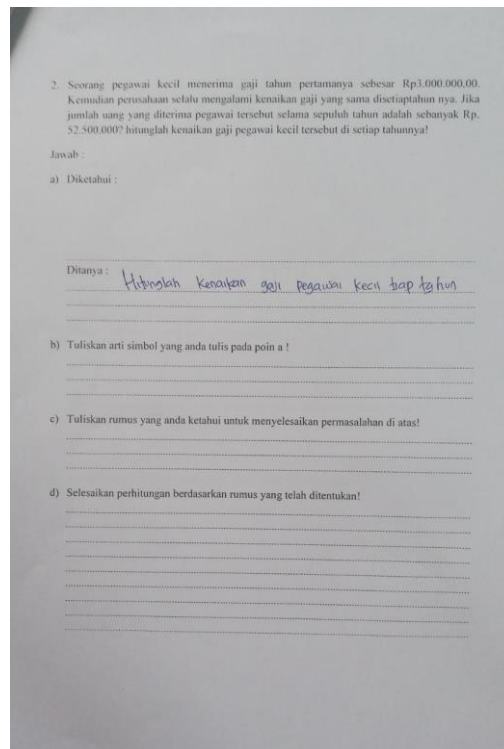 2. Seorang pegawai kecil menerima gaji tahun pertamanya sebesar Rp3.000.000,00.
Kemudian perusahaan selalu mengalami kenaikan gaji yang sama disetiaptahun nya. Jika
jumlah uang yang diterima pegawai tersebut selama sepuluh tahun adalah sebanyak Rp.
52.500.000? hitunglah kenaikan gaji pegawai kecil tersebut di setiap tahunnya!
Jawab :
a) Diketahui :
Ditanya : Hitunglah kenaikan gaji pegawai kecil tiap tahun
b) Tuliskan arti simbol yang anda tulis pada poin a !
c) Tuliskan rumus yang anda ketahui untuk menyelesaikan permasalahan di atas!
d) Selesaikan perhitungan berdasarkan rumus yang telah ditentukan!